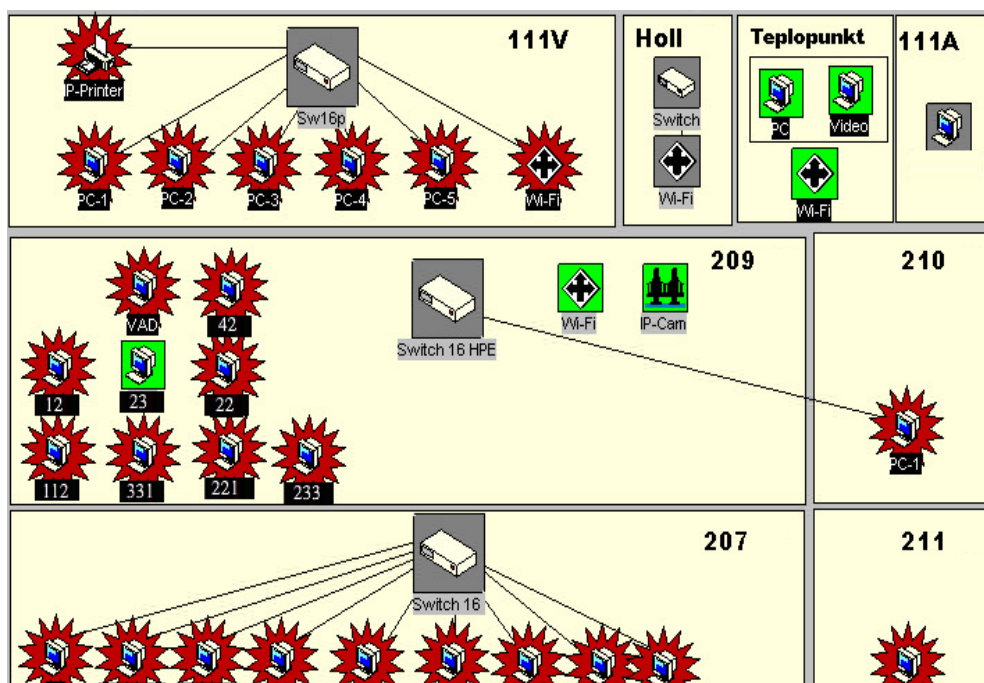 111V
IP-Printer
Sw16p
PC-1
PC-2
PC-3
PC-4
PC-5
Wi-Fi
Holl
Switch
Wi-Fi
Teplopunkt
PC
Video
Wi-Fi
111A
209
VAD
42
Switch 16 HPE
Wi-Fi
IP-Cam
12
23
22
112
331
221
233
210
PC-1
207
Switch 16
211